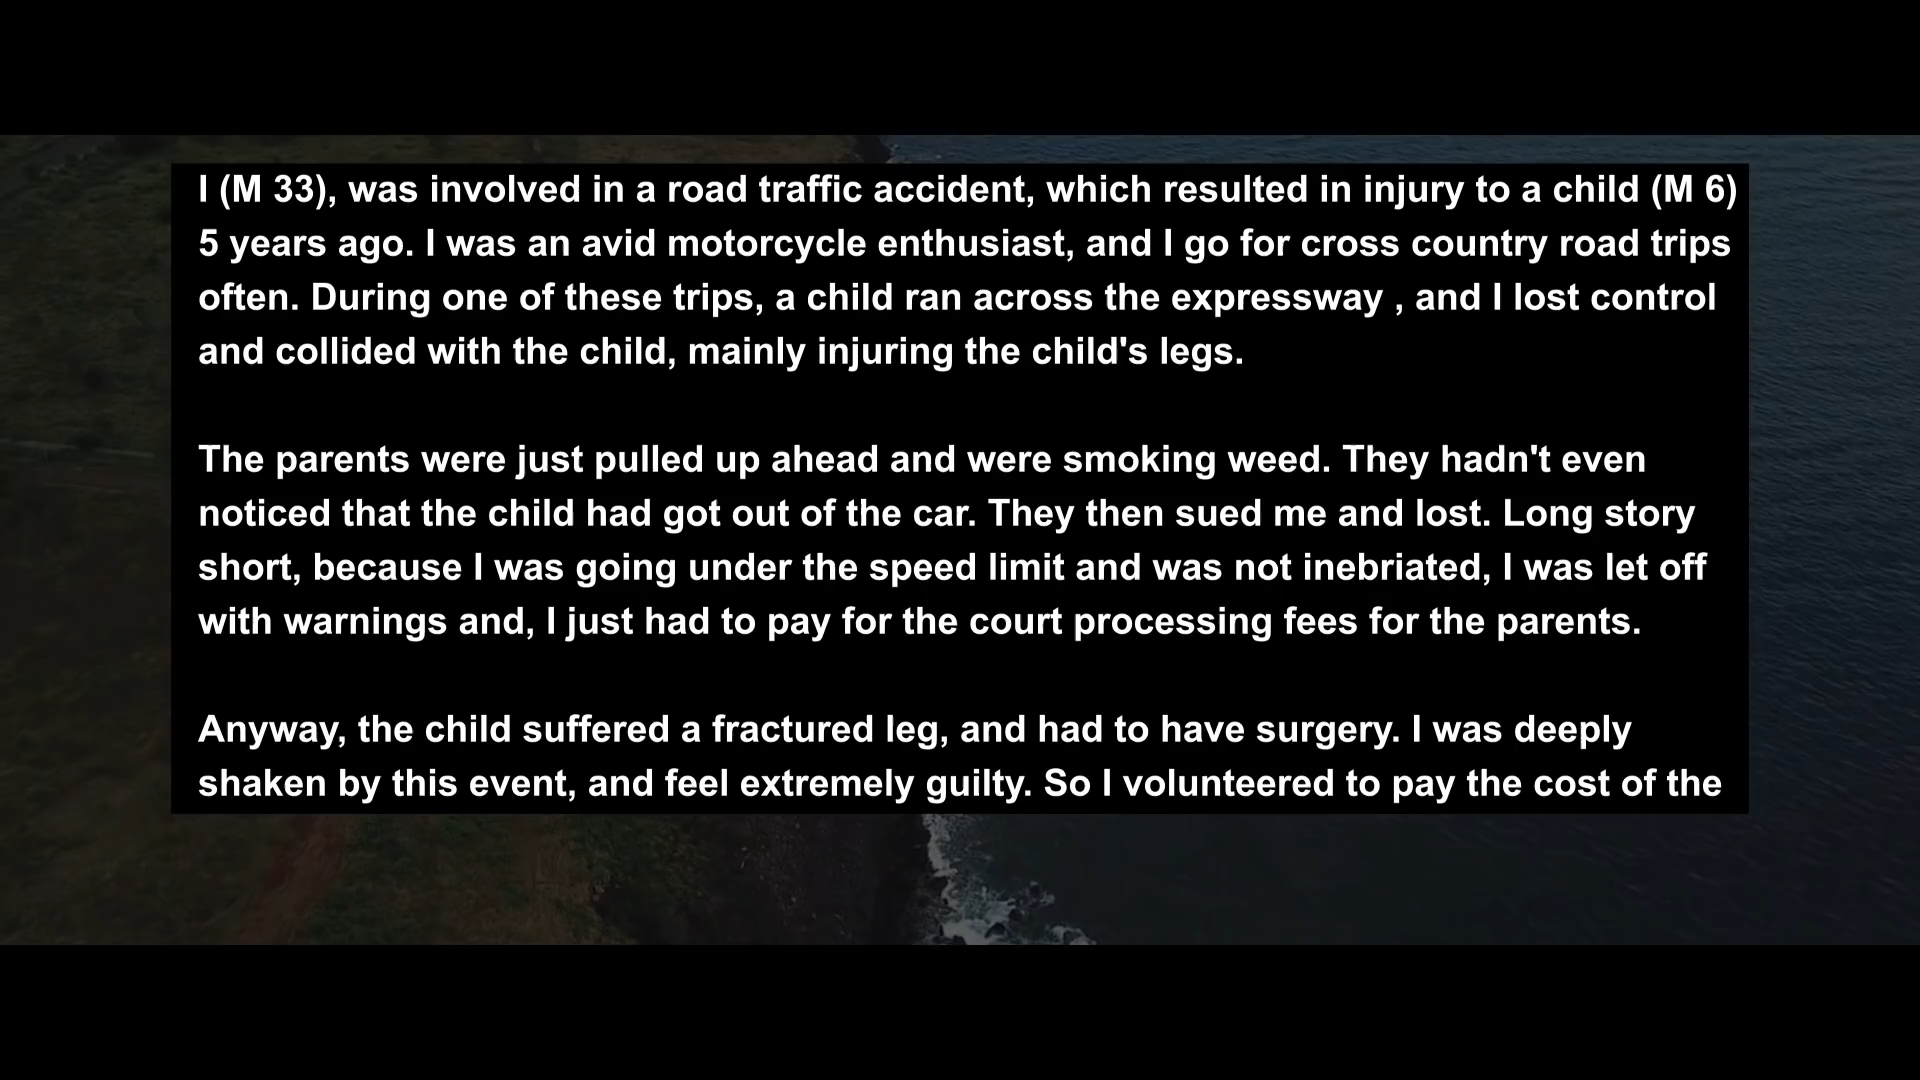 I (M 33), was involved in a road traffic accident, which resulted in injury to a child (M 6)
5 years ago. I was an avid motorcycle enthusiast, and I go for cross country road trips
often. During one of these trips, a child ran across the expressway , and I lost control
and collided with the child, mainly injuring the child's legs.
The parents were just pulled up ahead and were smoking weed. They hadn't even
noticed that the child had got out of the car. They then sued me and lost. Long story
short, because I was going under the speed limit and was not inebriated, I was let off
with warnings and, I just had to pay for the court processing fees for the parents.
Anyway, the child suffered a fractured leg, and had to have surgery. I was deeply
shaken by this event, and feel extremely guilty. So I volunteered to pay the cost of the